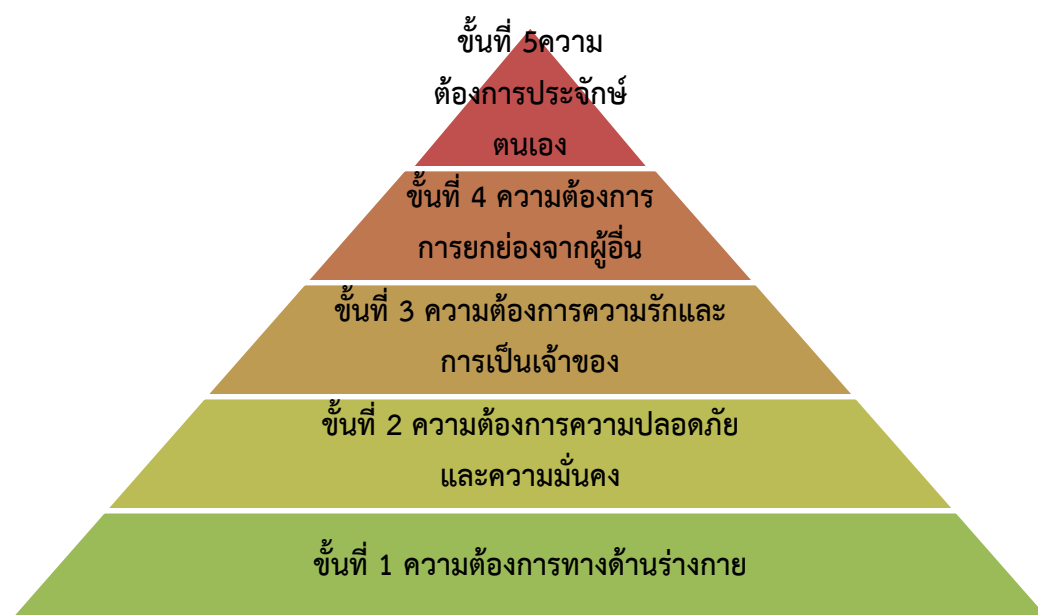 ขั้นที่ 5ความ
ต้องการประจักษ์
ตนเอง
ขั้นที่ 4 ความต้องการ
การยกย่องจากผู้อื่น
ขั้นที่ 3 ความต้องการความรักและ
การเป็นเจ้าของ
ขั้นที่ 2 ความต้องการความปลอดภัย
และความมั่นคง
ขั้นที่ 1 ความต้องการทางด้านร่างกาย